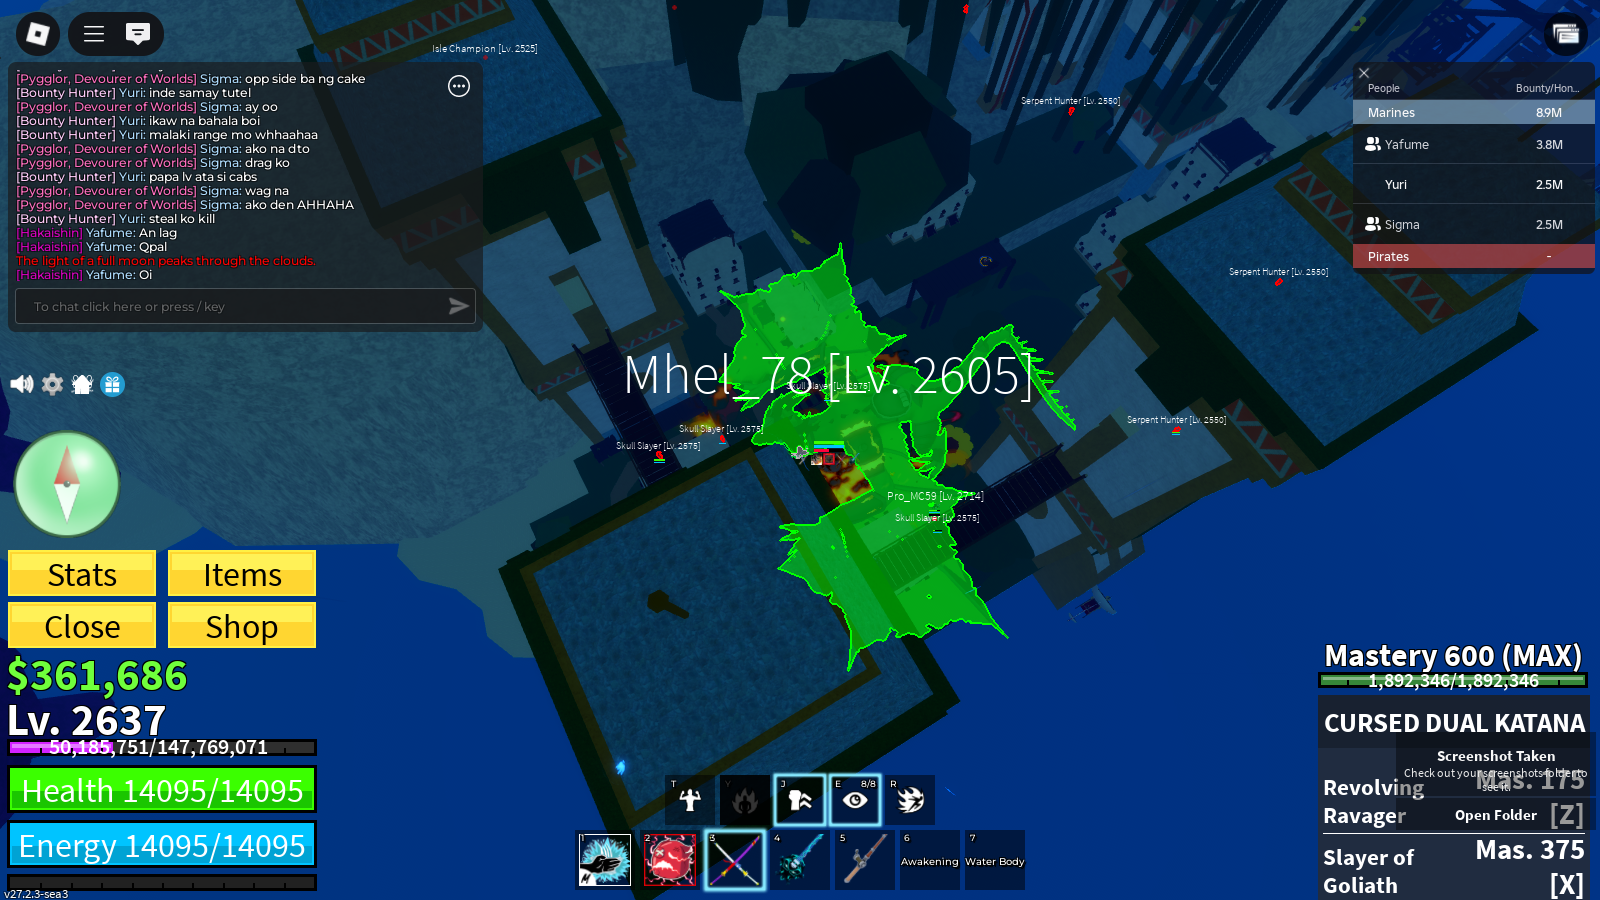 Isle Champion [Lv. 2525]
[Pygglor, Devourer of Worlds] Sigma: opp side ba ng cake
[Bounty Hunter] Yuri: inde samay tutel
[Pygglor, Devourer of Worlds] Sigma: ay oo
[Bounty Hunter] Yuri: ikaw na bahala boi
[Bounty Hunter] Yuri: malaki range mo whhaahaa
[Pygglor, Devourer of Worlds] Sigma: ako na dto
[Pygglor, Devourer of Worlds] Sigma: drag ko
[Bounty Hunter] Yuri: papa lv ata si cabs
[Pygglor, Devourer of Worlds] Sigma: wag na
[Pygglor, Devourer of Worlds] Sigma: ako den AHHAHA
[Bounty Hunter] Yuri: steal ko kill
[Hakaishin] Yafume: An lag
[Hakaishin] Yafume: Qpal
The light of a full moon peaks through the clouds.
[Hakaishin] Yafume: Oi
To chat click here or press / key
People Bounty/Hon...
Marines 8.9M
Yafume 3.8M
Yuri 2.5M
Sigma 2.5M
Pirates -
Serpent Hunter [Lv. 2550]
Serpent Hunter [Lv. 2550]
Mhel_78 [Lv. 2605]
Skull Slayer [Lv. 2575]
Skull Slayer [Lv. 2575]
Skull Slayer [Lv. 2575]
Serpent Hunter [Lv. 2550]
Pro_MC59 [Lv. 2714]
Skull Slayer [Lv. 2575]
Stats
Items
Close
Shop
$361,686
Lv. 2637
50,185,751/147,769,071
Health 14095/14095
Energy 14095/14095
v27.2.3-sea3
T
Y
J
E 8/8
R
1
2
3
4
5
6
Awakening
7
Water Body
Mastery 600 (MAX)
1,892,346/1,892,346
CURSED DUAL KATANA
Screenshot Taken
Check out your screenshots folder to see it.
Open Folder
Revolving Ravager
Mas. 175
[Z]
Slayer of Goliath
Mas. 375
[X]